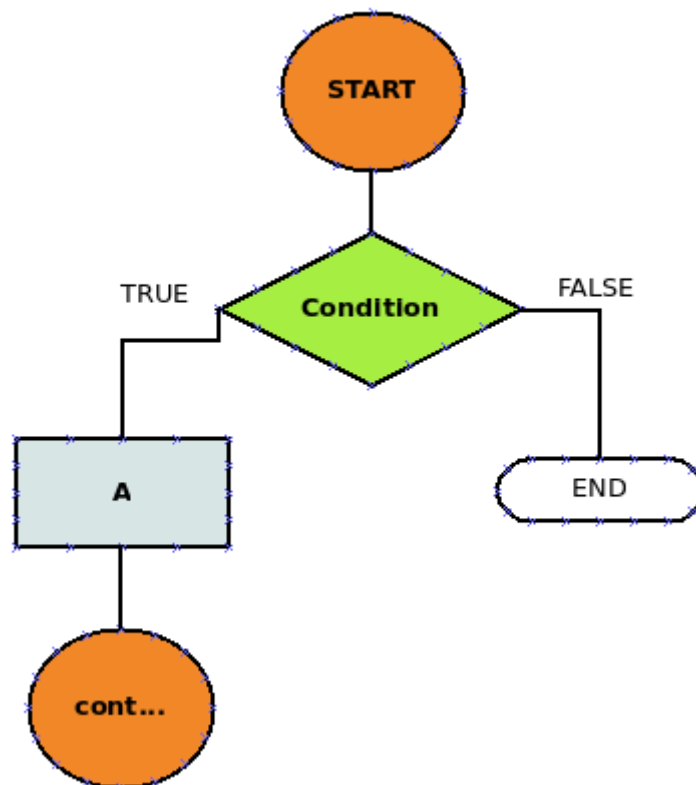 START
Condition
TRUE
FALSE
A
END
cont...